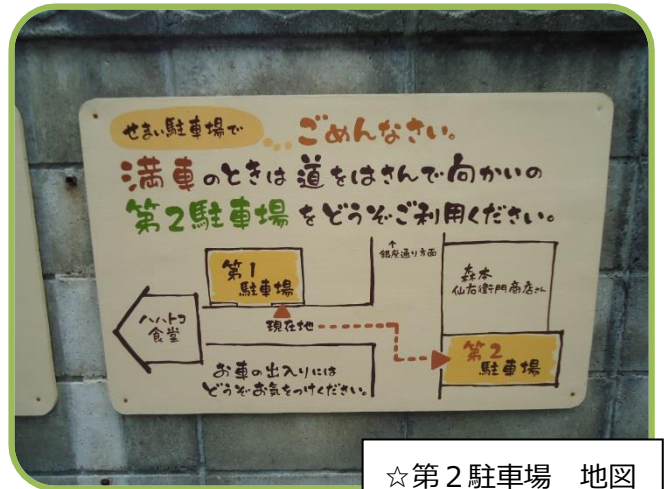 せまい駐車場で
ごめんなさい。
満車のときは道をはさんで向かいの
第2駐車場をどうぞご利用ください。
↑
銀座通り方面
第1
駐車場
森本
仙右衛門商店さん
ハハトコ
食堂
現在地
第2
駐車場
お車の出入りには
どうぞお気をつけください。
☆第２駐車場　地図